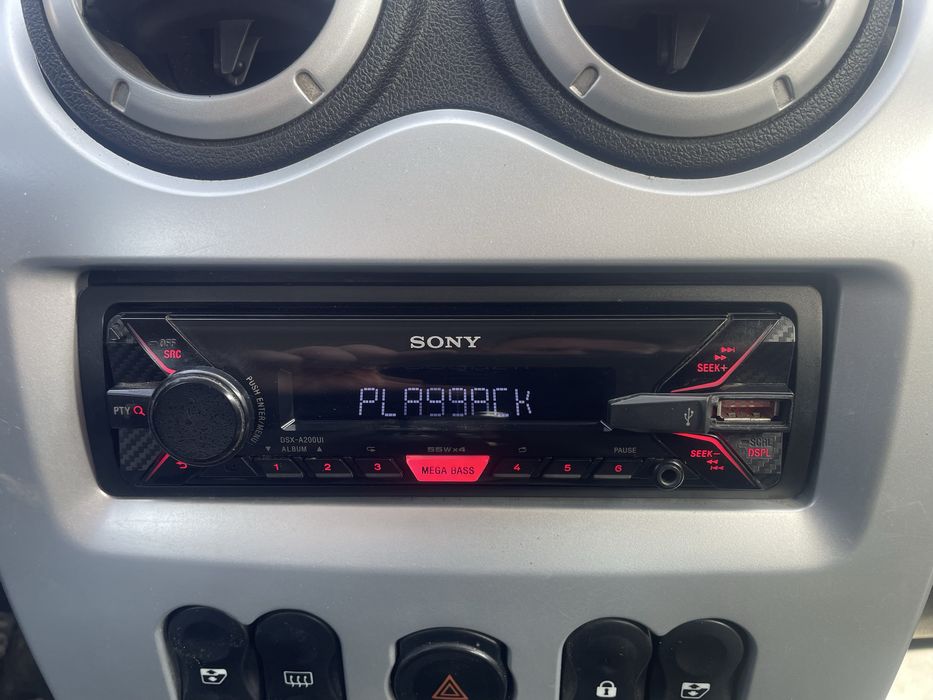 SONY
OFF
SRC
SEEK+
PUSH ENTER/MENU
PLAYBACK
PTY
DSX-A200UI
ALBUM
55W×4
PAUSE
SEEK-
SCRL
DSPL
1
2
3
MEGA BASS
4
5
6